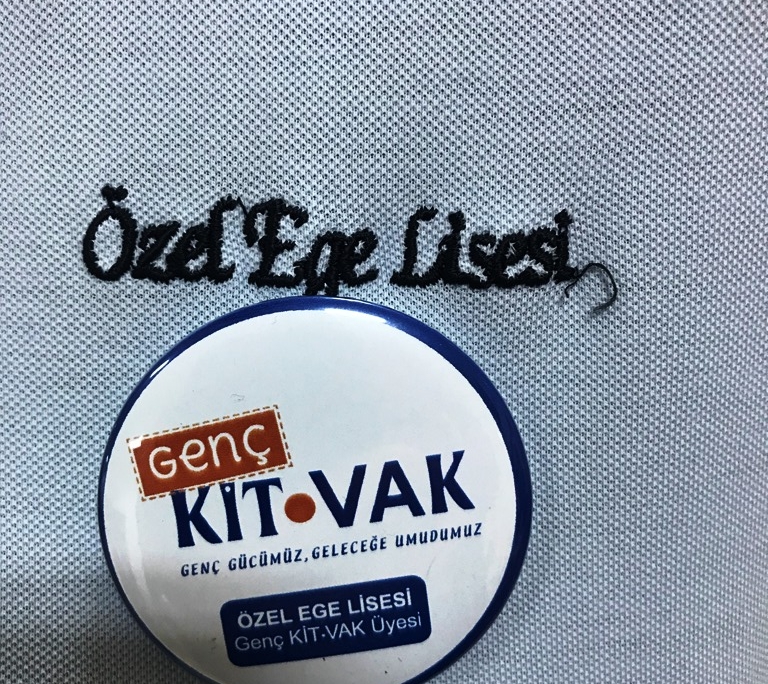 Özel Ege Lisesi
Genç
KİT•VAK
GENÇ GÜCÜMÜZ, GELECEĞE UMUDUMUZ
ÖZEL EGE LİSESİ
Genç KİT•VAK Üyesi